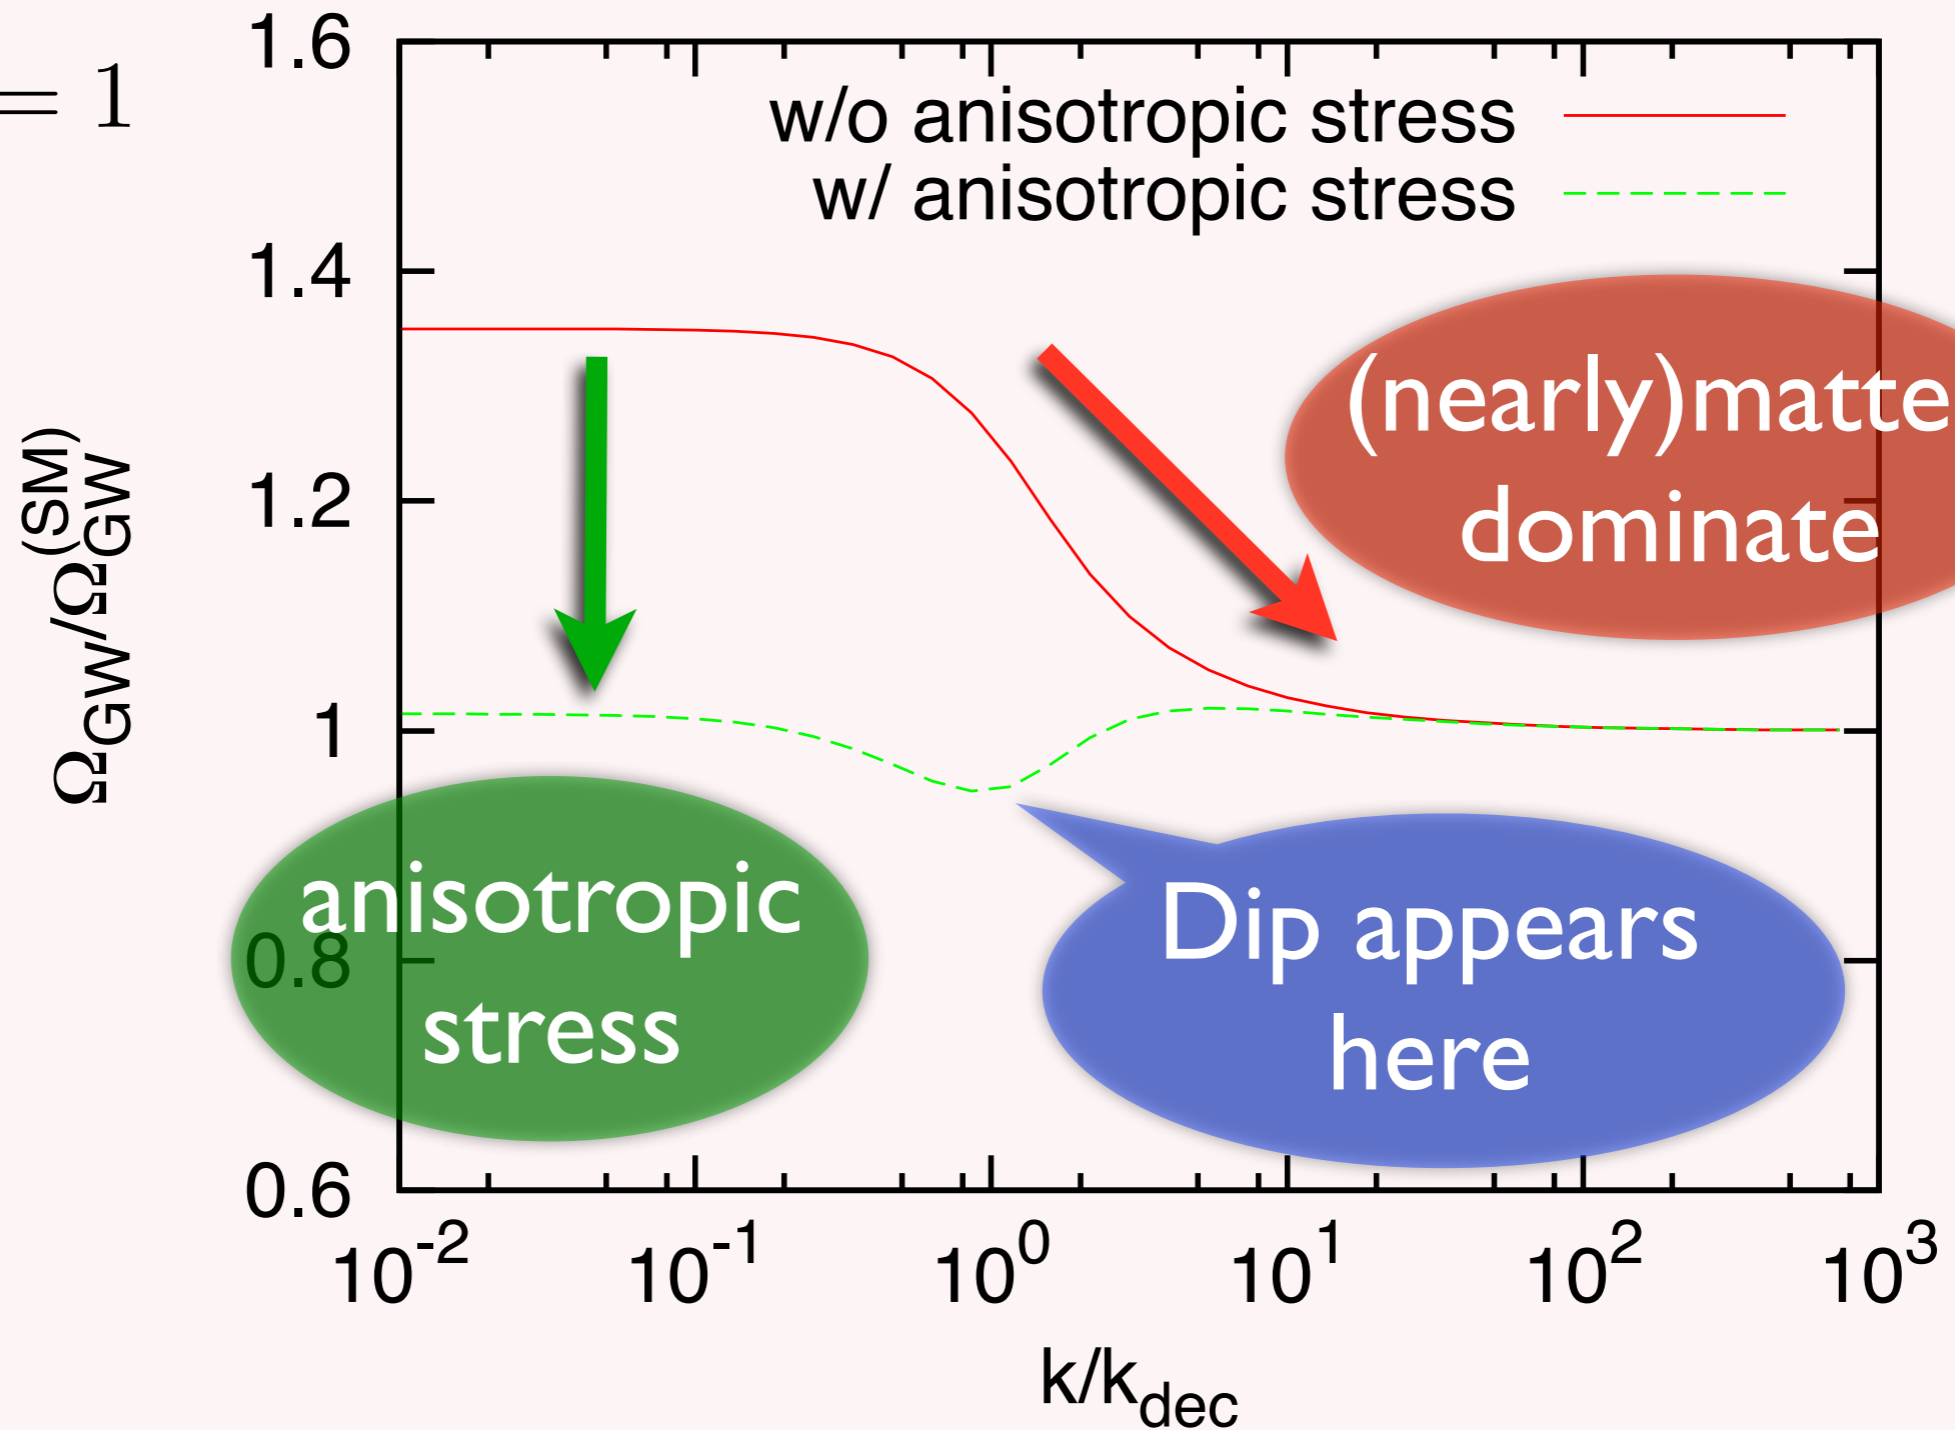 = 1
1.6
1.4
1.2
1
0.8
0.6
Ω_GW/Ω_GW^(SM)
w/o anisotropic stress
w/ anisotropic stress
(nearly)matte
dominate
anisotropic
stress
Dip appears
here
10^-2 10^-1 10^0 10^1 10^2 10^3
k/k_dec